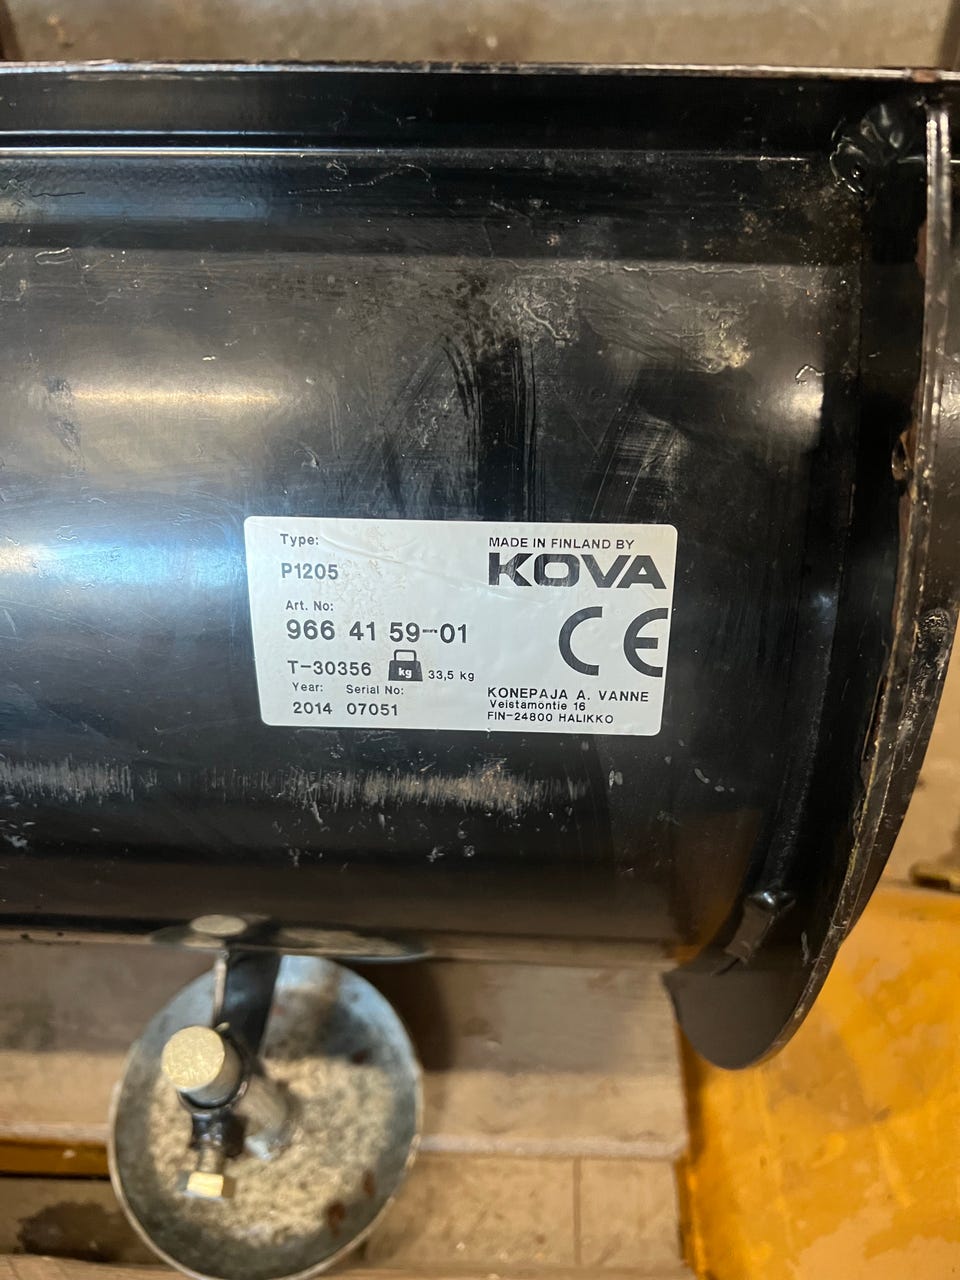 Type:
MADE IN FINLAND BY
P1205
KOVA
Art. No:
966 41 59-01
CE
T-30356 kg 33,5 kg
Year: Serial No:
2014 07051
KONEPAJA A. VANNE
Veistämöntie 16
FIN-24800 HALIKKO